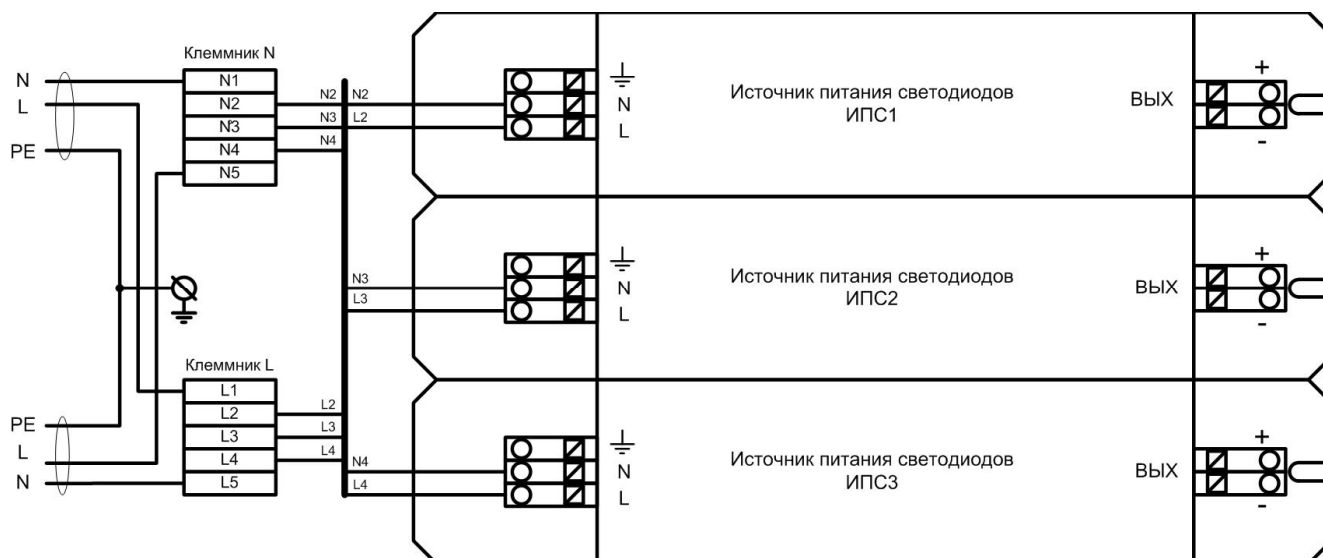 Клеммник N
N
L
PE
N1
N2
N3
N4
N5
N2
N3
N4
N2
L2
N
L
Источник питания светодиодов
ИПС1
ВЫХ
+
-
N3
L3
N
L
Источник питания светодиодов
ИПС2
ВЫХ
+
-
Клеммник L
PE
L
N
L1
L2
L3
L4
L5
L2
L3
L4
N4
L4
N
L
Источник питания светодиодов
ИПС3
ВЫХ
+
-